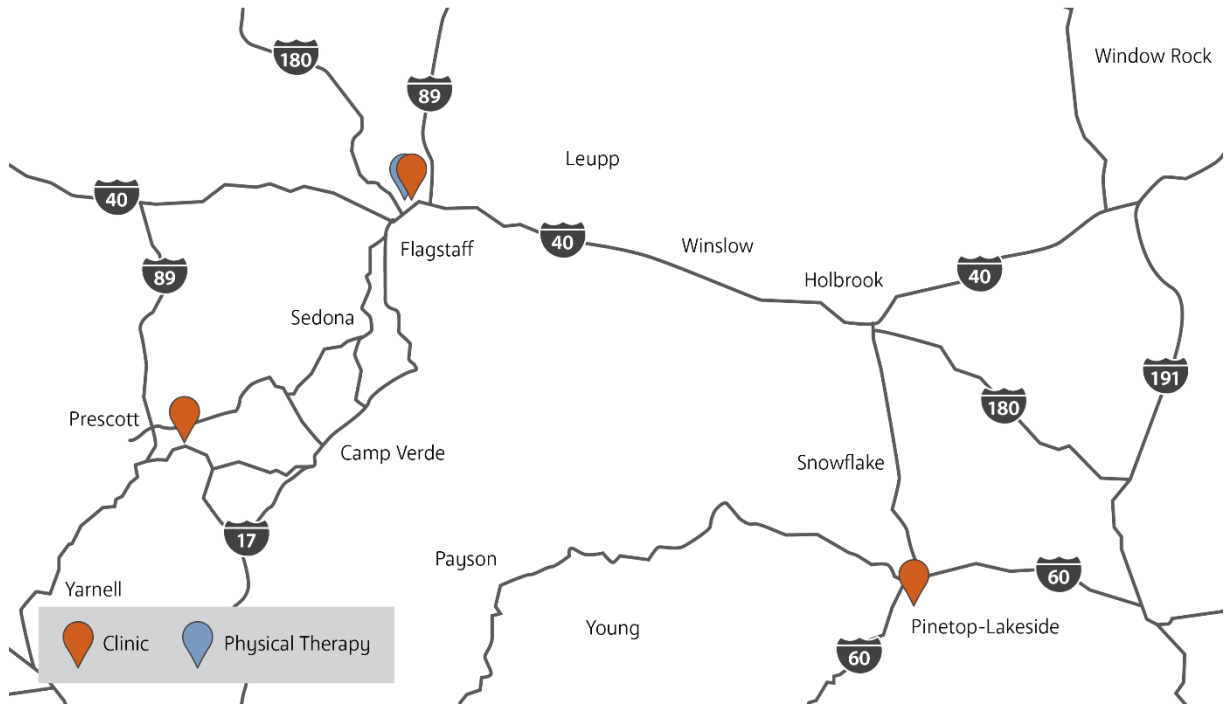 180
Window Rock
89
Leupp
40
Flagstaff
40
Winslow
89
Holbrook
40
Sedona
191
Prescott
180
Camp Verde
Snowflake
17
Payson
60
Yarnell
Young
Pinetop-Lakeside
Clinic
Physical Therapy
60